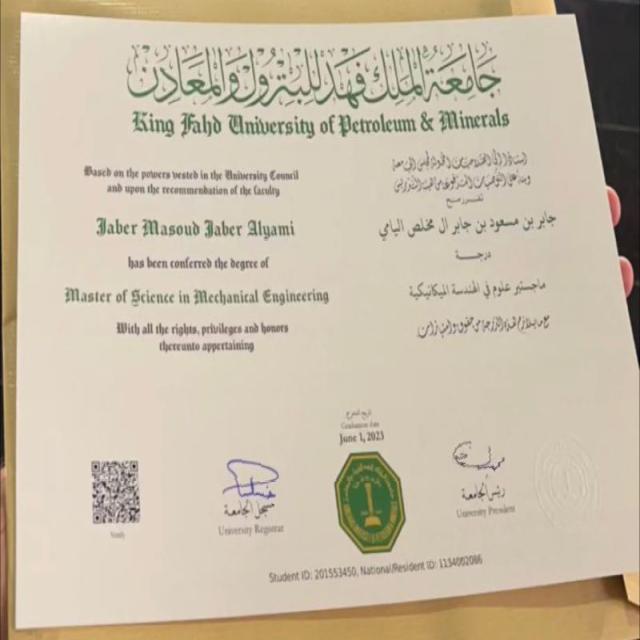 جامعة الملك فهد للبترول والمعادن
King Fahd University of Petroleum & Minerals
Based on the powers vested in the University Council
and upon the recommendation of the faculty
Jaber Masoud Jaber Alyami
has been conferred the degree of
Master of Science in Mechanical Engineering
With all the rights, privileges and honors
thereunto appertaining
جابر بن مسعود بن جابر ال مخلص اليامي
درجة
ماجستير علوم في الهندسة الميكانيكية
تاريخ التخرج
Graduation date
June 1, 2023
Verify
مسجل الجامعة
University Registrar
رئيس الجامعة
University President
Student ID: 201553450, National/Resident ID: 1134002086